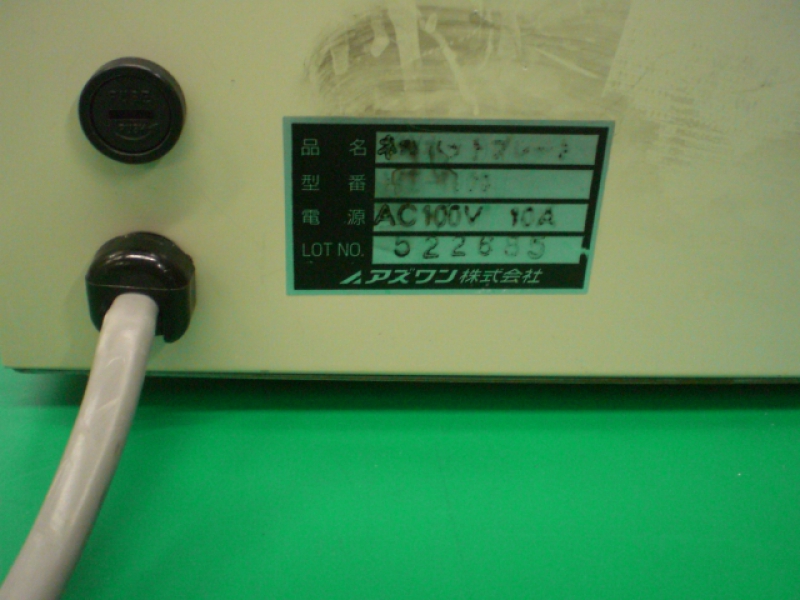 FUSE
品名
型番
電源 AC100V 10A
LOT NO. 522685
アズワン株式会社